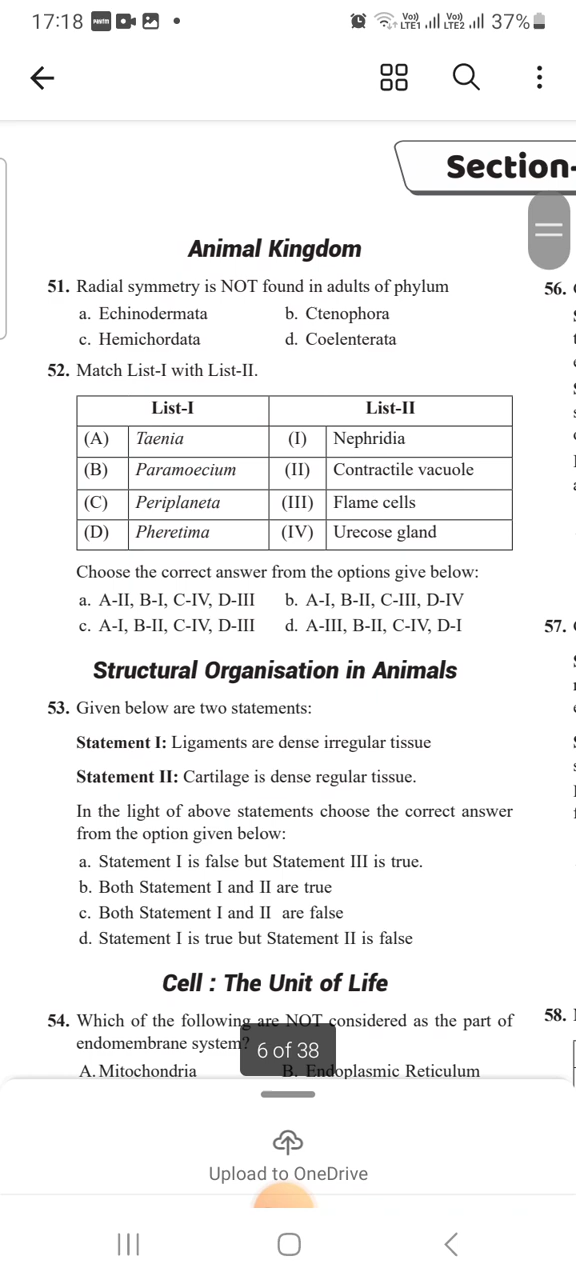 17:18 Paytm Vo)) LTE1 Vo)) LTE2 37%
Section-
Animal Kingdom
51. Radial symmetry is NOT found in adults of phylum
a. Echinodermata b. Ctenophora
c. Hemichordata d. Coelenterata
52. Match List-I with List-II.
List-I List-II
(A) Taenia (I) Nephridia
(B) Paramoecium (II) Contractile vacuole
(C) Periplaneta (III) Flame cells
(D) Pheretima (IV) Urecose gland
Choose the correct answer from the options give below:
a. A-II, B-I, C-IV, D-III b. A-I, B-II, C-III, D-IV
c. A-I, B-II, C-IV, D-III d. A-III, B-II, C-IV, D-I
Structural Organisation in Animals
53. Given below are two statements:
Statement I: Ligaments are dense irregular tissue
Statement II: Cartilage is dense regular tissue.
In the light of above statements choose the correct answer
from the option given below:
a. Statement I is false but Statement III is true.
b. Both Statement I and II are true
c. Both Statement I and II are false
d. Statement I is true but Statement II is false
Cell : The Unit of Life
54. Which of the following are NOT considered as the part of
endomembrane system?
A. Mitochondria B. Endoplasmic Reticulum
56.
57.
58.
6 of 38
Upload to OneDrive